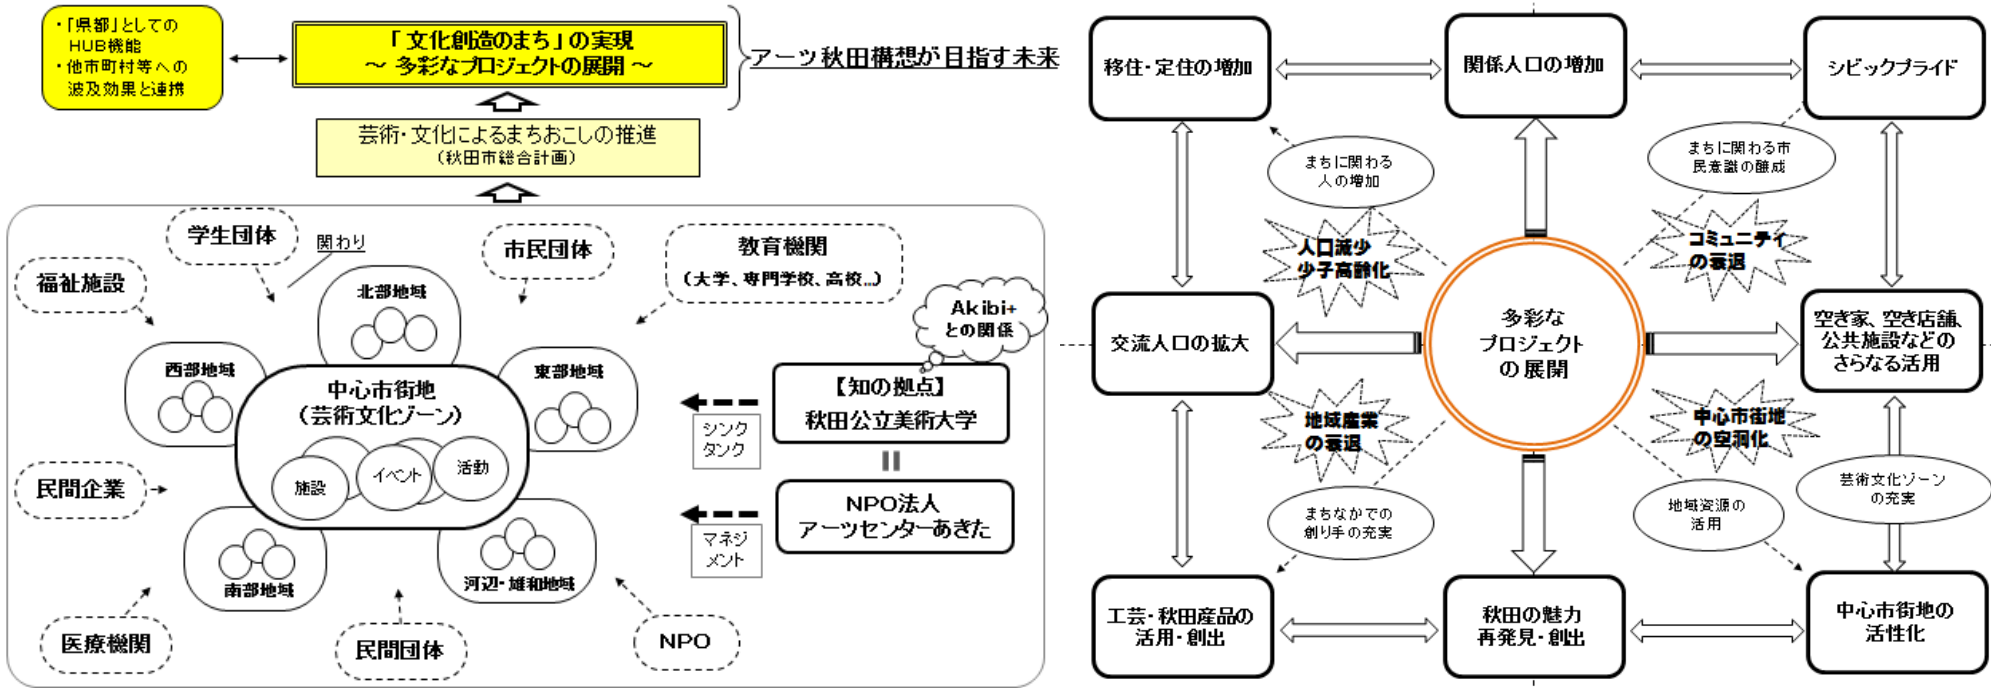 ・「県都」としての
HUB機能
・他市町村等への
波及効果と連携
「文化創造のまち」の実現
～ 多彩なプロジェクトの展開 ～
アーツ秋田構想が目指す未来
芸術・文化によるまちおこしの推進
（秋田市総合計画）
学生団体
関わり
市民団体
教育機関
（大学、専門学校、高校…）
福祉施設
北部地域
Akibi+
との関係
西部地域
東部地域
中心市街地
（芸術文化ゾーン）
施設
イベント
活動
【知の拠点】
秋田公立美術大学
シンク
タンク
NPO法人
アーツセンターあきた
マネジ
メント
民間企業
南部地域
河辺・雄和地域
医療機関
民間団体
NPO
移住・定住の増加
関係人口の増加
シビックプライド
まちに関わる
人の増加
まちに関わる市
民意識の醸成
人口減少
少子高齢化
コミュニティ
の衰退
交流人口の拡大
多彩な
プロジェクト
の展開
空き家、空き店舗、
公共施設などの
さらなる活用
地域産業
の衰退
中心市街地
の空洞化
まちなかでの
創り手の充実
地域資源の
活用
芸術文化ゾーン
の充実
工芸・秋田産品の
活用・創出
秋田の魅力
再発見・創出
中心市街地の
活性化